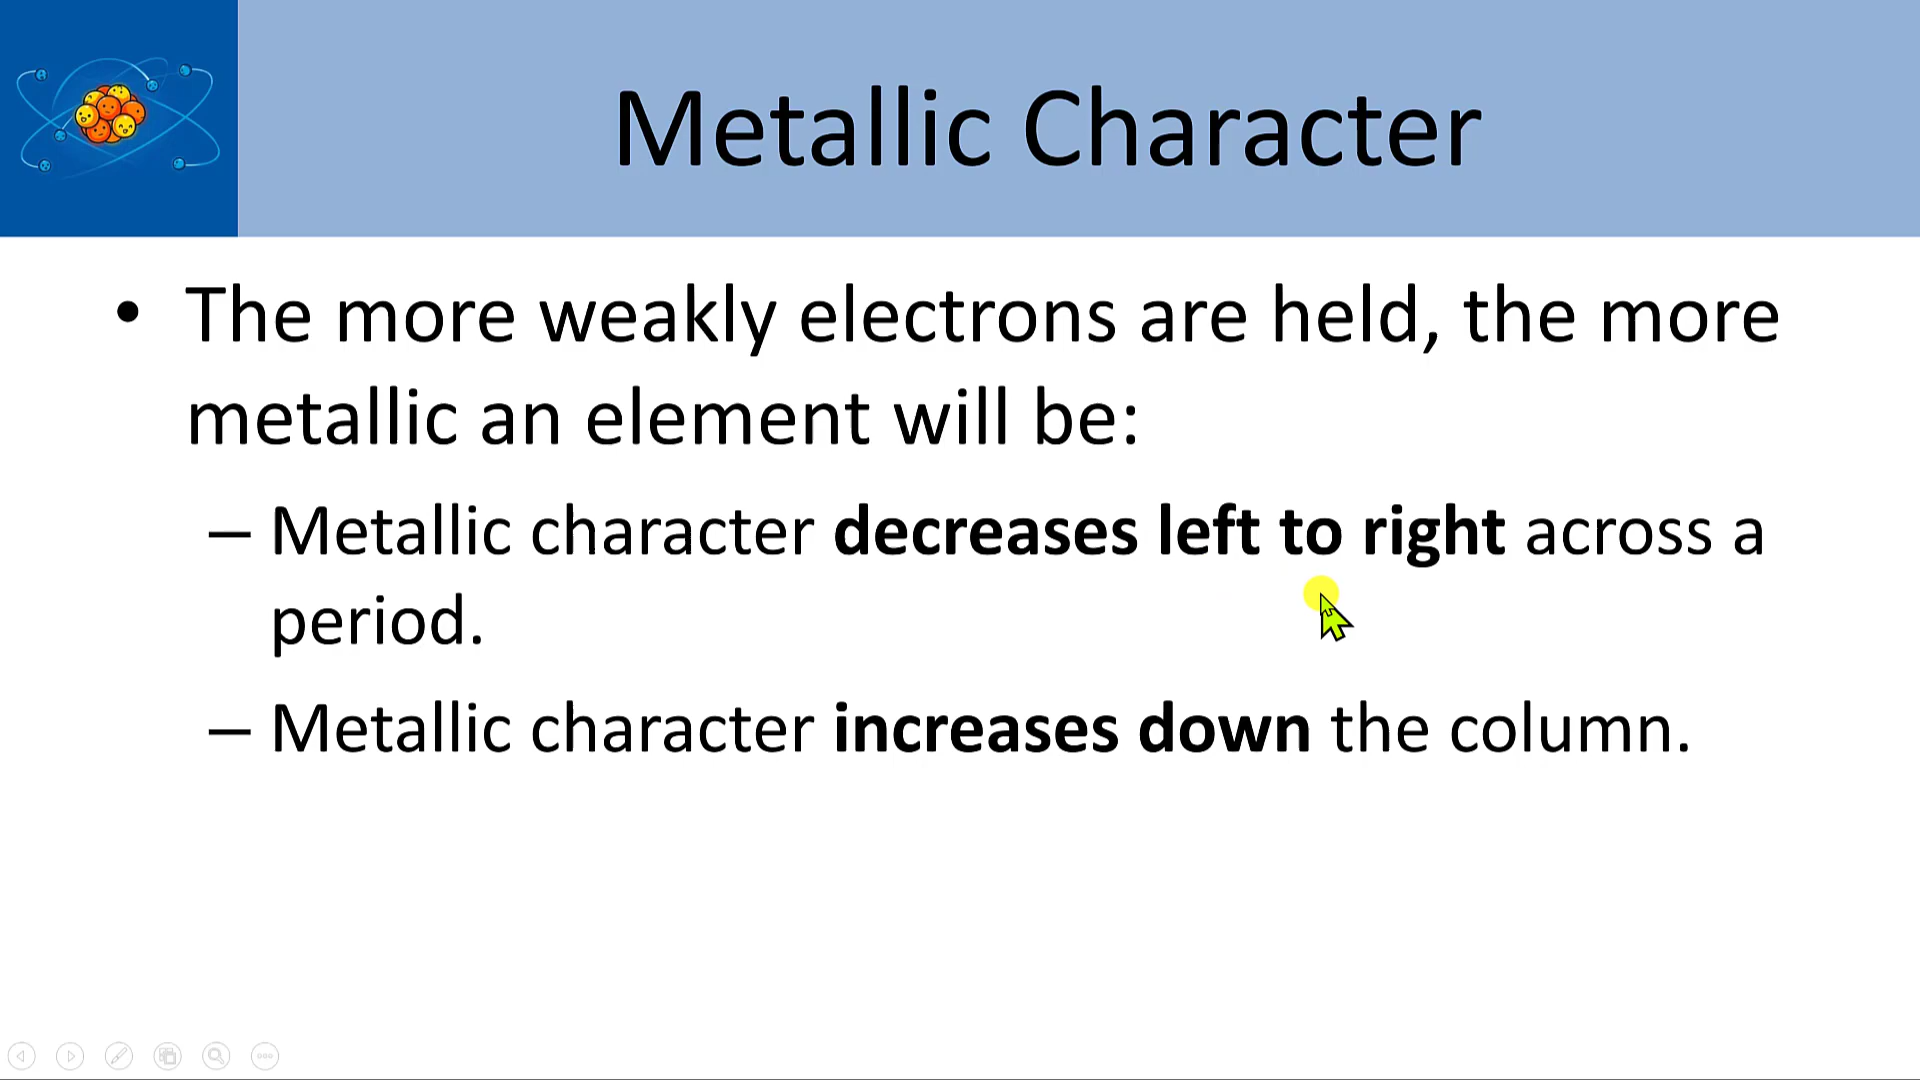 Metallic Character
• The more weakly electrons are held, the more
metallic an element will be:
– Metallic character decreases left to right across a
period.
– Metallic character increases down the column.